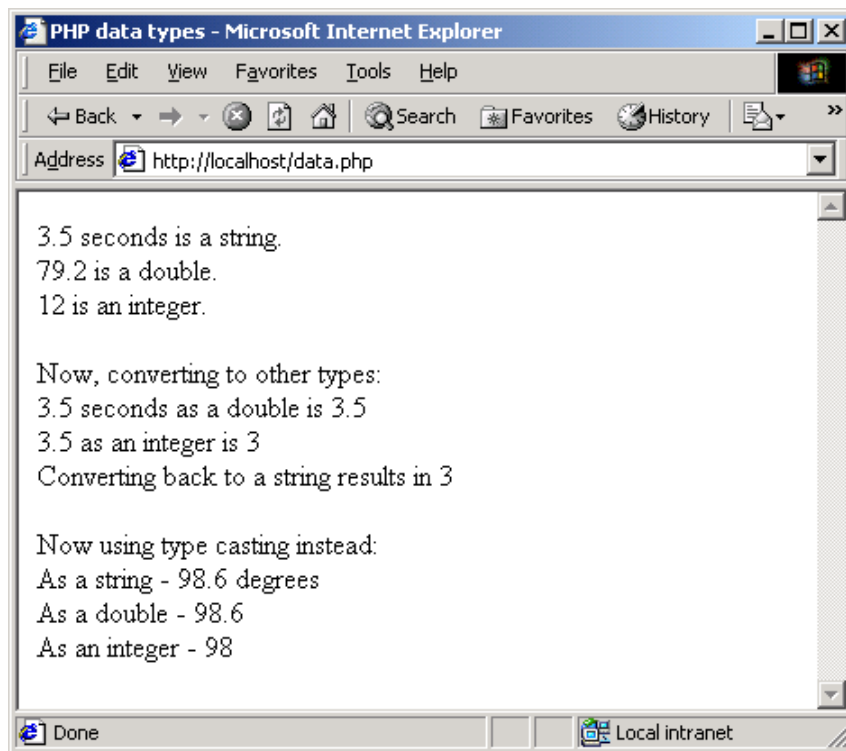 PHP data types - Microsoft Internet Explorer
File Edit View Favorites Tools Help
Back Search Favorites History »
Address http://localhost/data.php
3.5 seconds is a string.
79.2 is a double.
12 is an integer.
Now, converting to other types:
3.5 seconds as a double is 3.5
3.5 as an integer is 3
Converting back to a string results in 3
Now using type casting instead:
As a string - 98.6 degrees
As a double - 98.6
As an integer - 98
Done Local intranet